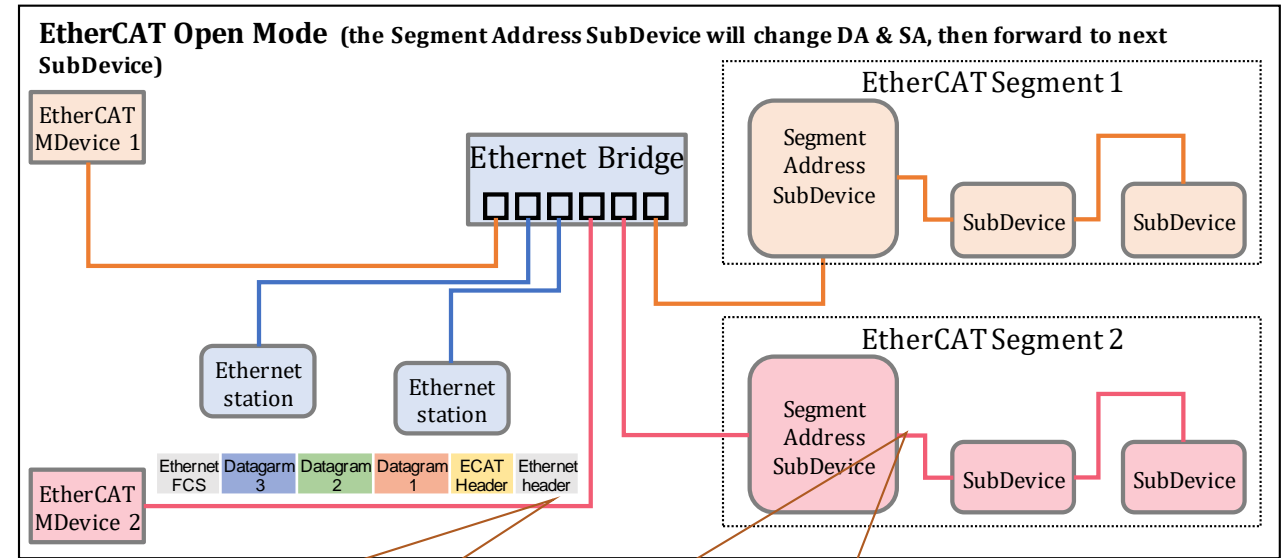 EtherCAT Open Mode (the Segment Address SubDevice will change DA & SA, then forward to next
SubDevice)
EtherCAT
MDevice 1
Ethernet Bridge
EtherCAT Segment 1
Segment
Address
SubDevice
SubDevice
SubDevice
Ethernet
station
Ethernet
station
EtherCAT Segment 2
Segment
Address
SubDevice
SubDevice
SubDevice
EtherCAT
MDevice 2
Ethernet
FCS
Datagarm
3
Datagram
2
Datagram
1
ECAT
Header
Ethernet
header